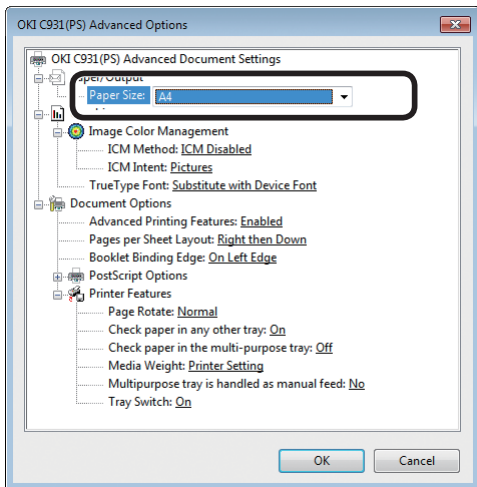 OKI C931(PS) Advanced Options
OKI C931(PS) Advanced Document Settings
Paper Size: A4
Image Color Management
ICM Method: ICM Disabled
ICM Intent: Pictures
TrueType Font: Substitute with Device Font
Document Options
Advanced Printing Features: Enabled
Pages per Sheet Layout: Right then Down
Booklet Binding Edge: On Left Edge
PostScript Options
Printer Features
Page Rotate: Normal
Check paper in any other tray: On
Check paper in the multi-purpose tray: Off
Media Weight: Printer Setting
Multipurpose tray is handled as manual feed: No
Tray Switch: On
OK Cancel